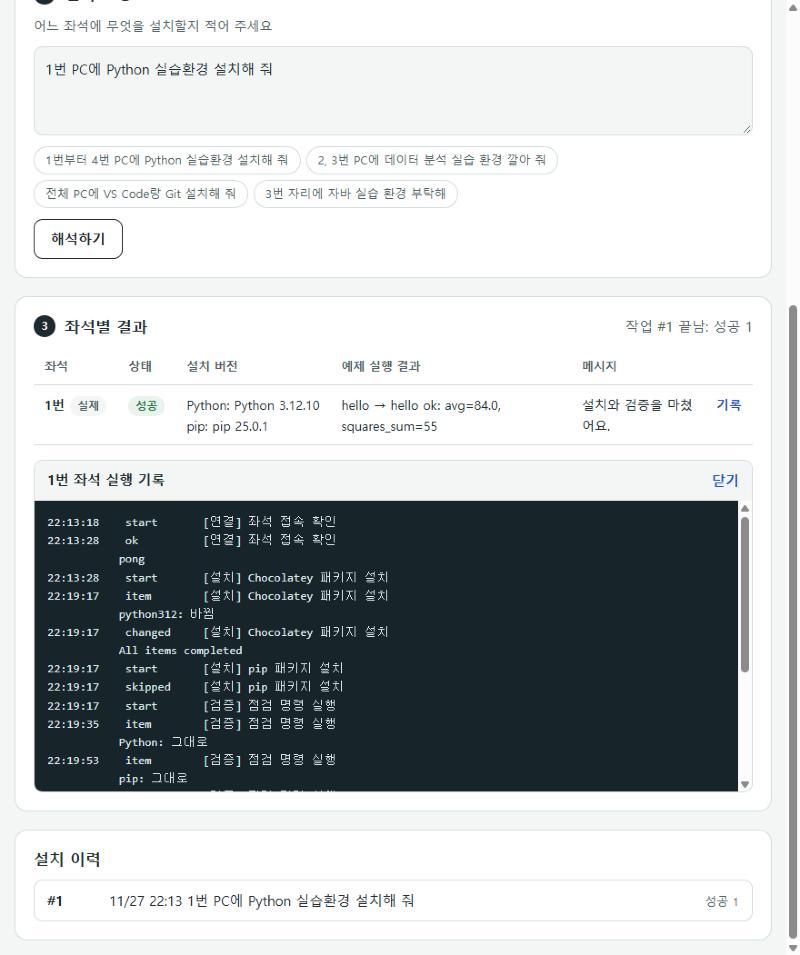 어느 좌석에 무엇을 설치할지 적어 주세요
1번 PC에 Python 실습환경 설치해 줘
1번부터 4번 PC에 Python 실습환경 설치해 줘
2, 3번 PC에 데이터 분석 실습 환경 깔아 줘
전체 PC에 VS Code랑 Git 설치해 줘
3번 자리에 자바 실습 환경 부탁해
해석하기
3 좌석별 결과
작업 #1 끝남: 성공 1
좌석 상태 설치 버전 예제 실행 결과 메시지
1번 실제 성공 Python: Python 3.12.10 hello → hello ok: avg=84.0, 설치와 검증을 마쳤 기록
pip: pip 25.0.1 squares_sum=55 어요.
1번 좌석 실행 기록 닫기
22:13:18 start [연결] 좌석 접속 확인
22:13:28 ok [연결] 좌석 접속 확인
pong
22:13:28 start [설치] Chocolatey 패키지 설치
22:19:17 item [설치] Chocolatey 패키지 설치
python312: 바뀜
22:19:17 changed [설치] Chocolatey 패키지 설치
All items completed
22:19:17 start [설치] pip 패키지 설치
22:19:17 skipped [설치] pip 패키지 설치
22:19:17 start [검증] 점검 명령 실행
22:19:35 item [검증] 점검 명령 실행
Python: 그대로
22:19:53 item [검증] 점검 명령 실행
pip: 그대로
설치 이력
#1 11/27 22:13 1번 PC에 Python 실습환경 설치해 줘 성공 1